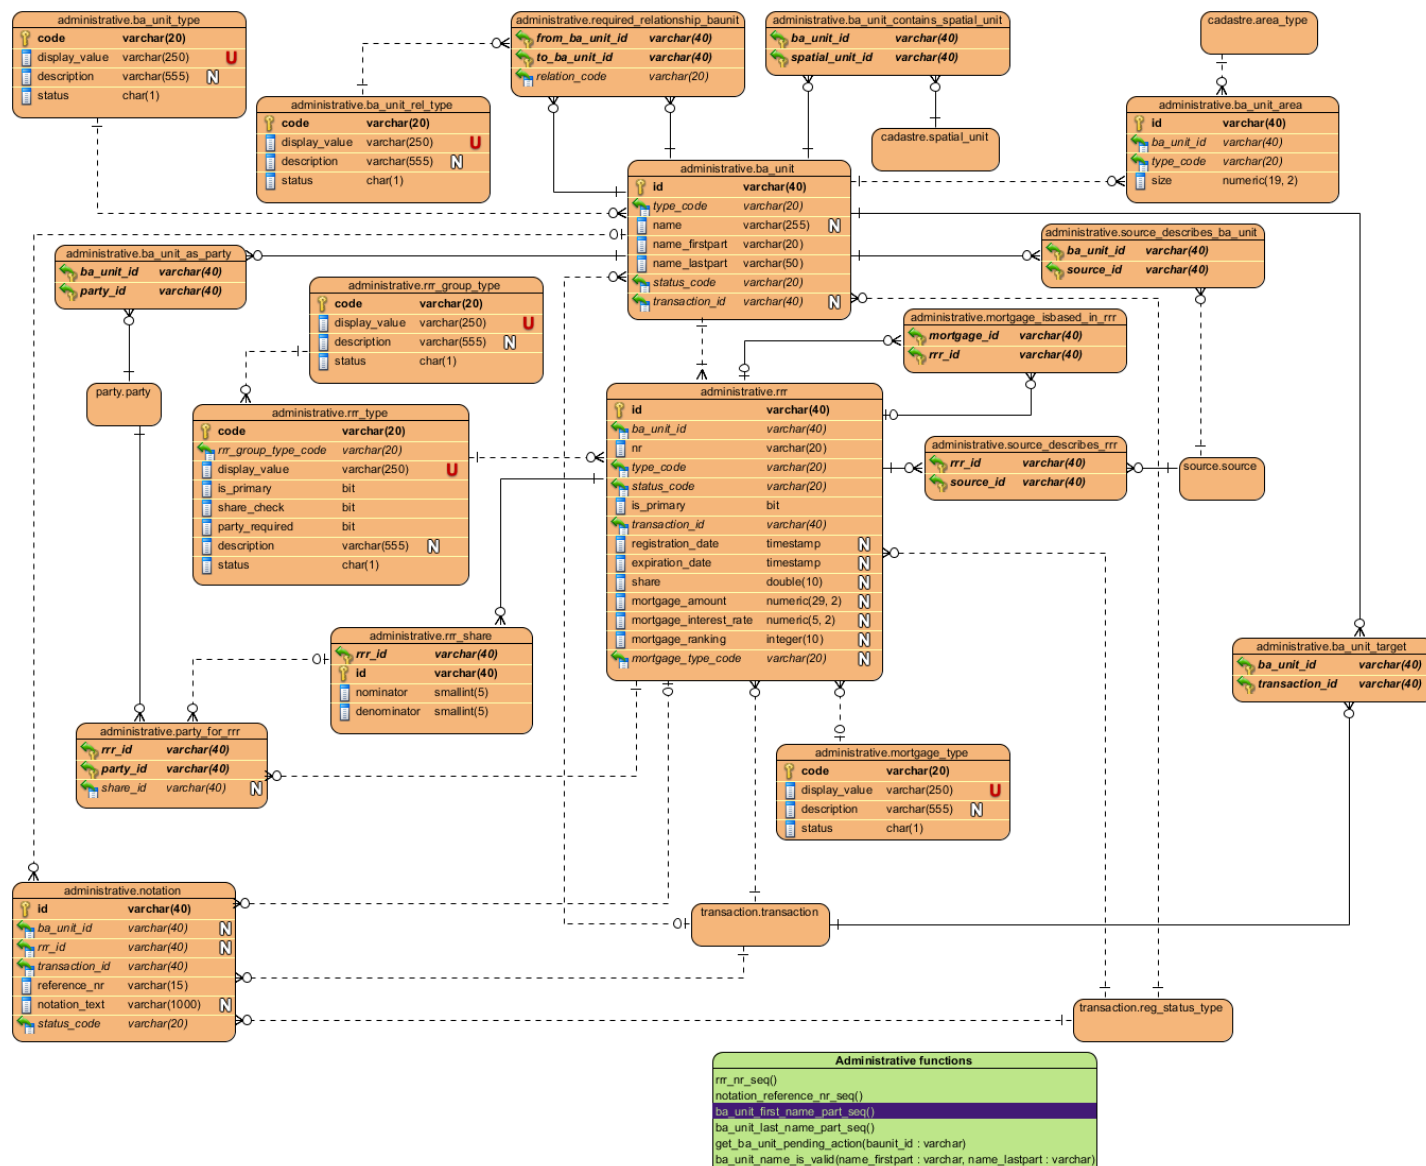 administrative.ba_unit_type
code varchar(20)
display_value varchar(250) U
description varchar(555) N
status char(1)
administrative.required_relationship_baunit
from_ba_unit_id varchar(40)
to_ba_unit_id varchar(40)
relation_code varchar(20)
administrative.ba_unit_contains_spatial_unit
ba_unit_id varchar(40)
spatial_unit_id varchar(40)
cadastre.area_type
administrative.ba_unit_rel_type
code varchar(20)
display_value varchar(250) U
description varchar(555) N
status char(1)
cadastre.spatial_unit
administrative.ba_unit_area
id varchar(40)
ba_unit_id varchar(40)
type_code varchar(20)
size numeric(19, 2)
administrative.ba_unit
id varchar(40)
type_code varchar(20)
name varchar(255) N
name_firstpart varchar(20)
name_lastpart varchar(50)
status_code varchar(20)
transaction_id varchar(40) N
administrative.source_describes_ba_unit
ba_unit_id varchar(40)
source_id varchar(40)
administrative.ba_unit_as_party
ba_unit_id varchar(40)
party_id varchar(40)
administrative.rrr_group_type
code varchar(20)
display_value varchar(250) U
description varchar(555) N
status char(1)
administrative.mortgage_isbased_in_rrr
mortgage_id varchar(40)
rrr_id varchar(40)
party.party
administrative.rrr_type
code varchar(20)
rrr_group_type_code varchar(20)
display_value varchar(250) U
is_primary bit
share_check bit
party_required bit
description varchar(555) N
status char(1)
administrative.rrr
id varchar(40)
ba_unit_id varchar(40)
nr varchar(20)
type_code varchar(20)
status_code varchar(20)
is_primary bit
transaction_id varchar(40)
registration_date timestamp N
expiration_date timestamp N
share double(10) N
mortgage_amount numeric(29, 2) N
mortgage_interest_rate numeric(5, 2) N
mortgage_ranking integer(10) N
mortgage_type_code varchar(20) N
administrative.source_describes_rrr
rrr_id varchar(40)
source_id varchar(40)
source.source
administrative.rrr_share
rrr_id varchar(40)
id varchar(40)
nominator smallint(5)
denominator smallint(5)
administrative.ba_unit_target
ba_unit_id varchar(40)
transaction_id varchar(40)
administrative.party_for_rrr
rrr_id varchar(40)
party_id varchar(40)
share_id varchar(40) N
administrative.mortgage_type
code varchar(20)
display_value varchar(250) U
description varchar(555) N
status char(1)
administrative.notation
id varchar(40)
ba_unit_id varchar(40) N
rrr_id varchar(40) N
transaction_id varchar(40)
reference_nr varchar(15)
notation_text varchar(1000) N
status_code varchar(20)
transaction.transaction
transaction.reg_status_type
Administrative functions
rrr_nr_seq()
notation_reference_nr_seq()
ba_unit_first_name_part_seq()
ba_unit_last_name_part_seq()
get_ba_unit_pending_action(baunit_id : varchar)
ba_unit_name_is_valid(name_firstpart : varchar, name_lastpart : varchar)